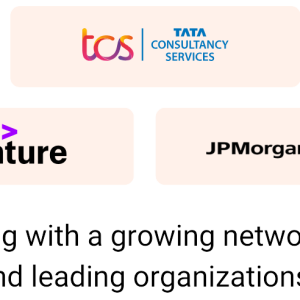 tcs TATA
CONSULTANCY
SERVICES
>
nture JPMorgan
g with a growing netwo
nd leading organizations